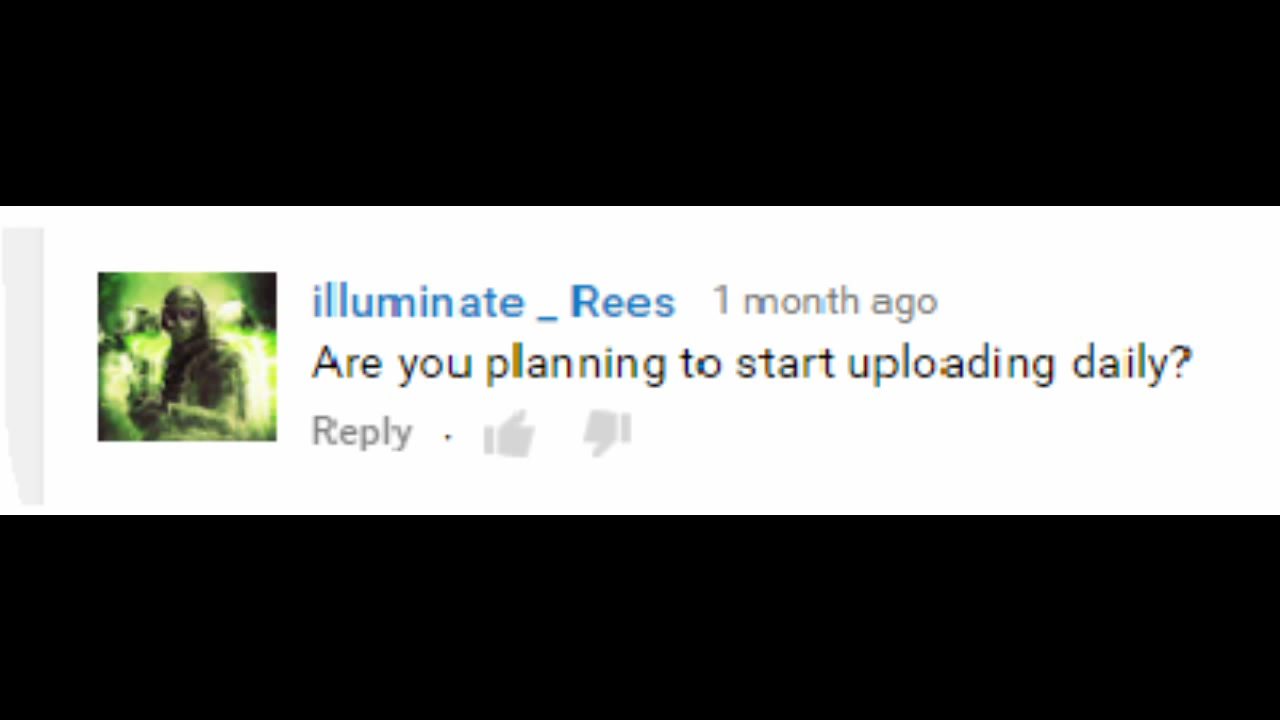 illuminate _ Rees 1 month ago
Are you planning to start uploading daily?
Reply ·